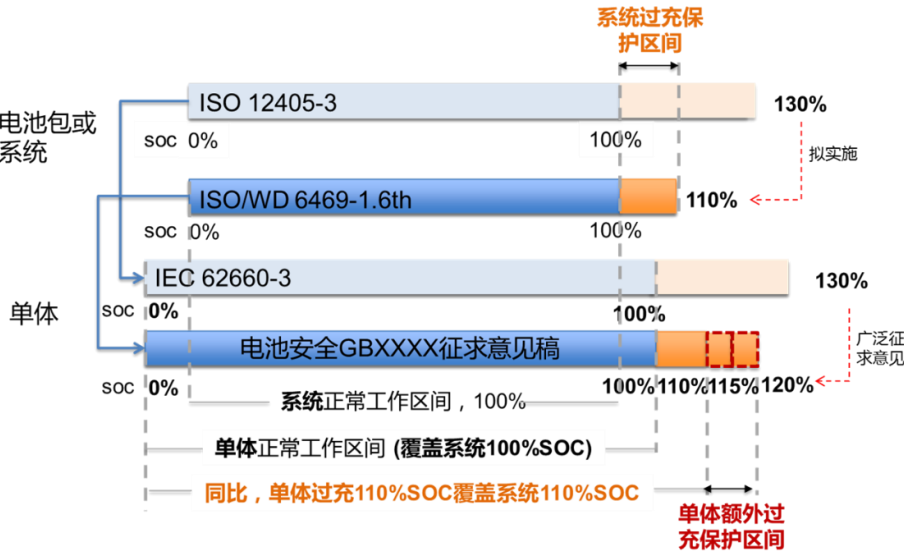 系统过充保
护区间
ISO 12405-3
130%
电池包或
系统
soc 0%
100%
拟实施
ISO/WD 6469-1.6th
110%
soc 0%
100%
IEC 62660-3
130%
单体
soc 0%
100%
电池安全GBXXXX征求意见稿
广泛征
求意见
soc 0%
100% 110% 115% 120%
系统正常工作区间，100%
单体正常工作区间 (覆盖系统100%SOC)
同比，单体过充110%SOC覆盖系统110%SOC
单体额外过
充保护区间